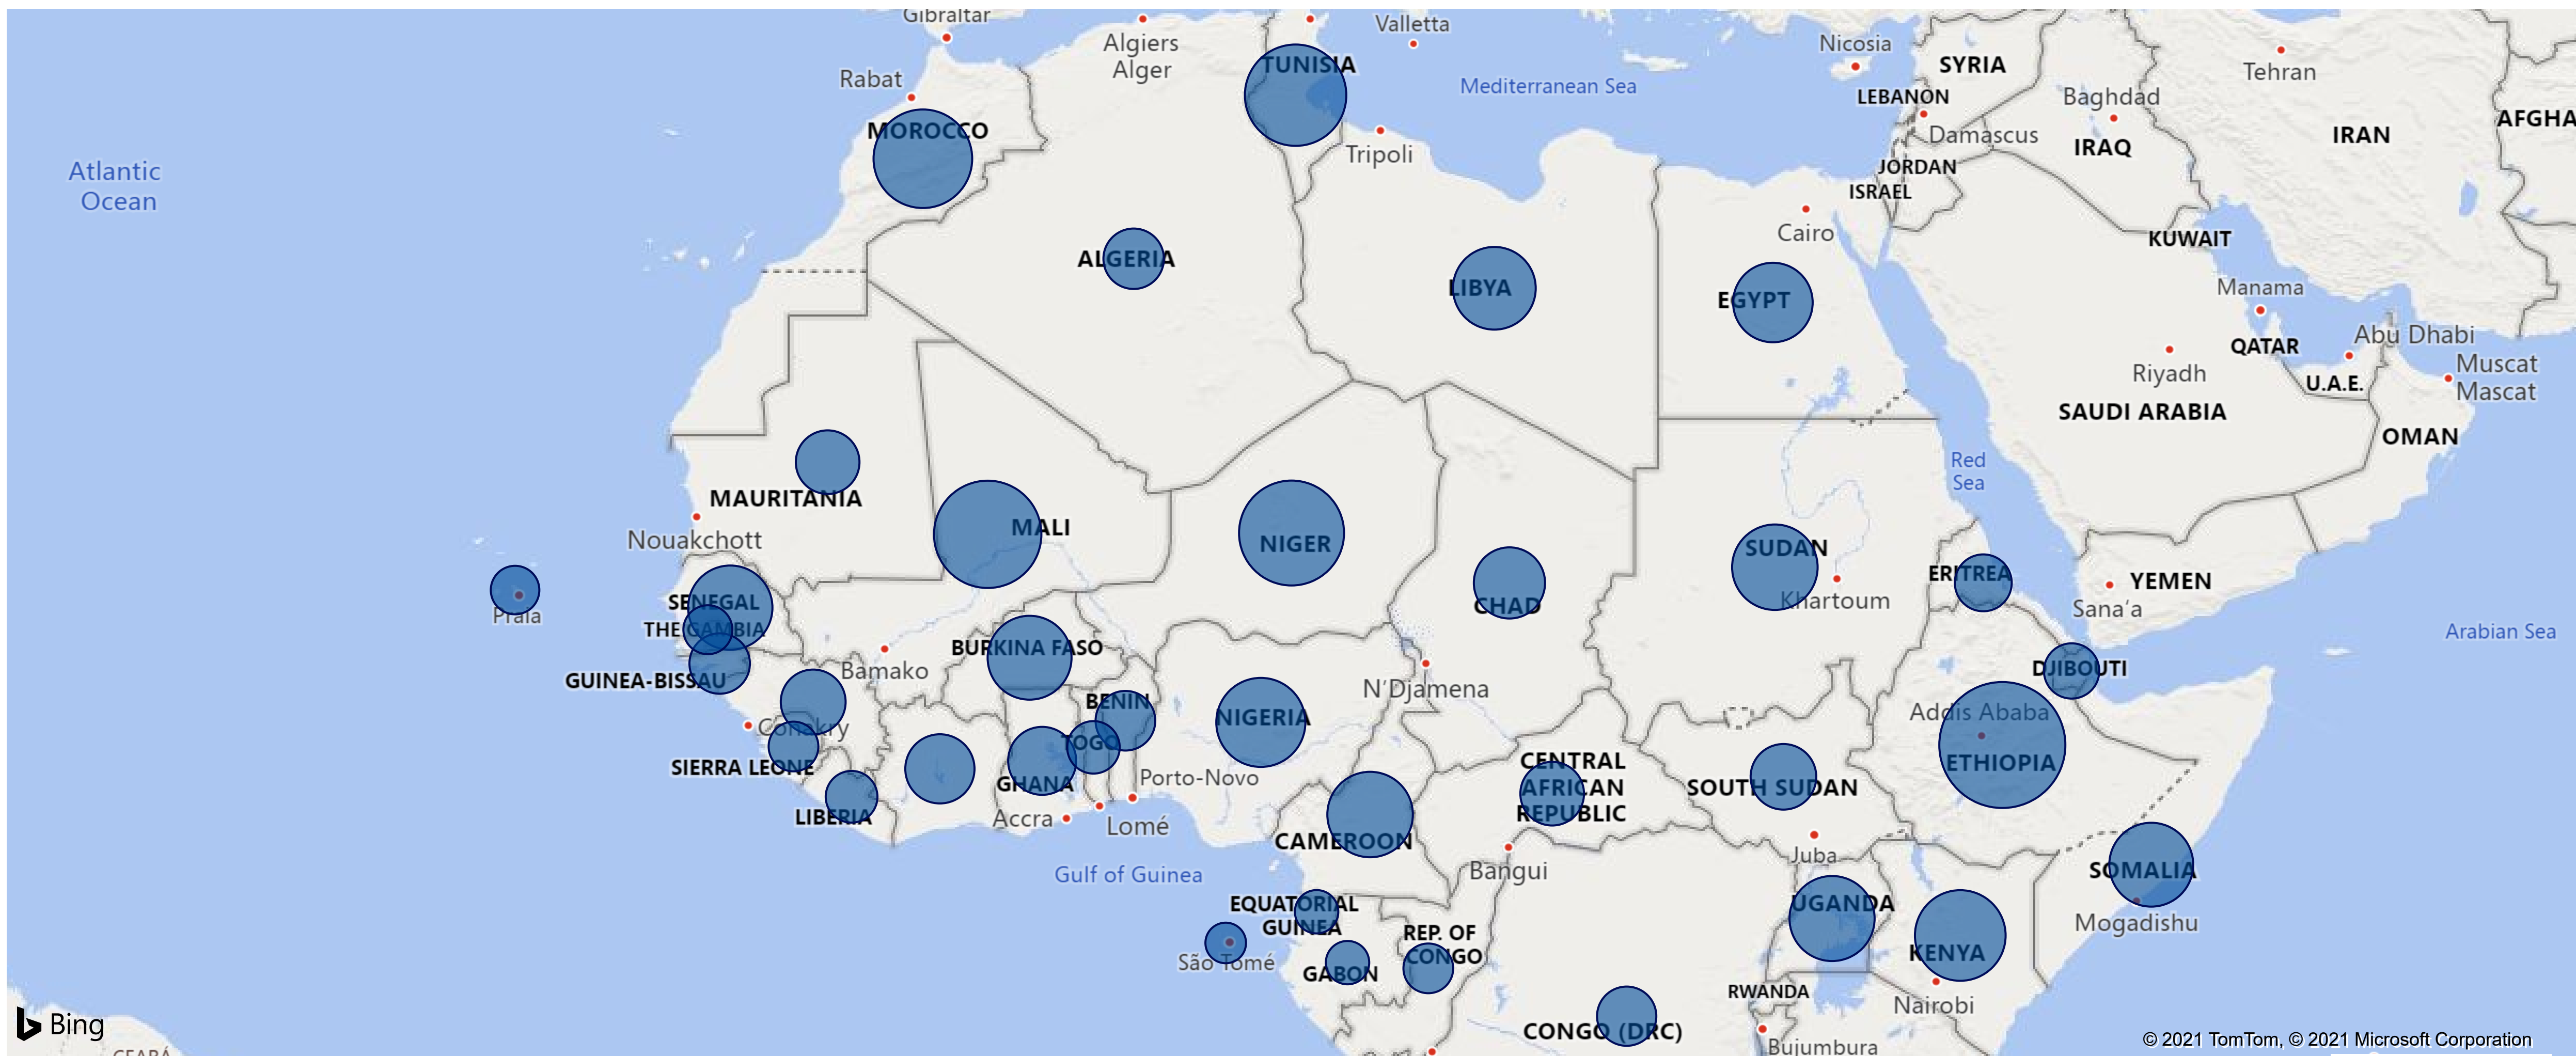 Gibraltar
Algiers
Alger
Valletta
Nicosia
SYRIA
Tehran
Rabat
TUNISIA
Mediterranean Sea
LEBANON
Baghdad
AFGHA
MOROCCO
Tripoli
Damascus
IRAQ
IRAN
Atlantic
Ocean
JORDAN
ISRAEL
Cairo
KUWAIT
ALGERIA
LIBYA
EGYPT
Manama
QATAR
Abu Dhabi
Muscat
Mascat
Riyadh
U.A.E.
SAUDI ARABIA
OMAN
Red
Sea
MAURITANIA
Nouakchott
MALI
NIGER
SUDAN
Khartoum
CHAD
ERITREA
YEMEN
Sana'a
Praia
SENEGAL
THE GAMBIA
Arabian Sea
BURKINA FASO
Bamako
GUINEA-BISSAU
N'Djamena
DJIBOUTI
BENIN
NIGERIA
Addis Ababa
Conakry
TOGO
SIERRA LEONE
GHANA
Porto-Novo
CENTRAL
AFRICAN
REPUBLIC
SOUTH SUDAN
ETHIOPIA
LIBERIA
Accra
Lomé
CAMEROON
Bangui
Juba
SOMALIA
Gulf of Guinea
EQUATORIAL
GUINEA
UGANDA
Mogadishu
REP. OF
CONGO
KENYA
São Tomé
GABON
RWANDA
Nairobi
CONGO (DRC)
Bujumbura
Bing
CEARÁ
© 2021 TomTom, © 2021 Microsoft Corporation